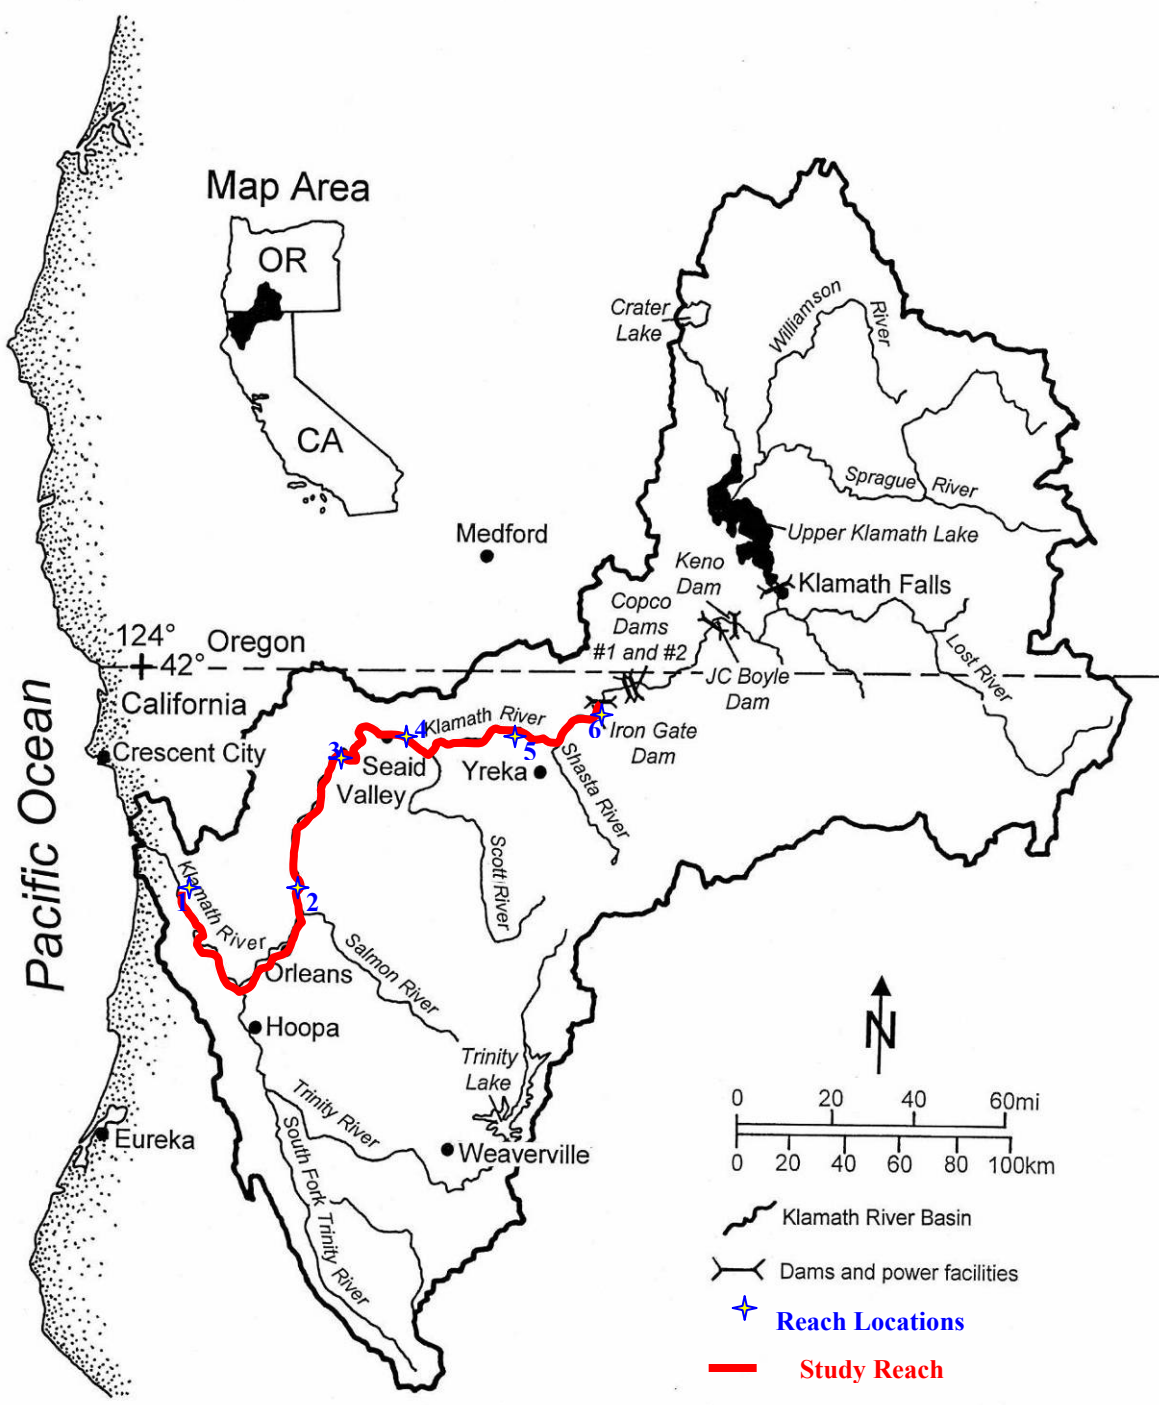 Map Area
OR
CA
Crater
Lake
Williamson
River
Sprague River
Upper Klamath Lake
Medford
Keno
Dam
Klamath Falls
Copco
Dams
#1 and #2
JC Boyle
Dam
Lost River
124°
42°
Oregon
California
Pacific Ocean
Crescent City
Klamath River
Iron Gate
Dam
6
5
4
3
Seaid
Valley
Yreka
Shasta River
Scott River
Klamath River
1
2
Orleans
Salmon River
Hoopa
Trinity
Lake
Trinity River
South Fork Trinity River
Weaverville
Eureka
N
0 20 40 60mi
0 20 40 60 80 100km
Klamath River Basin
Dams and power facilities
Reach Locations
Study Reach